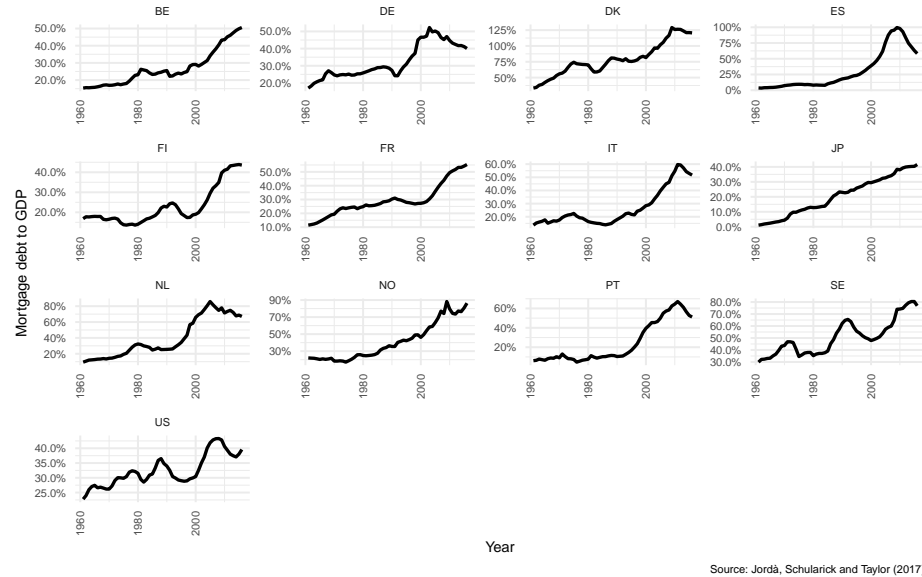 BE DE DK ES
50.0%
40.0%
30.0%
20.0%
1960 1980 2000
50.0%
40.0%
30.0%
20.0%
1960 1980 2000
125%
100%
75%
50%
1960 1980 2000
100%
75%
50%
25%
0%
1960 1980 2000
FI FR IT JP
40.0%
30.0%
20.0%
1960 1980 2000
50.0%
40.0%
30.0%
20.0%
10.0%
1960 1980 2000
60.0%
50.0%
40.0%
30.0%
20.0%
1960 1980 2000
40.0%
30.0%
20.0%
10.0%
0.0%
1960 1980 2000
Mortgage debt to GDP
NL NO PT SE
80%
60%
40%
20%
1960 1980 2000
90%
70%
50%
30%
1960 1980 2000
60%
40%
20%
1960 1980 2000
80.0%
70.0%
60.0%
50.0%
40.0%
30.0%
1960 1980 2000
US
40.0%
35.0%
30.0%
25.0%
1960 1980 2000
Year
Source: Jordà, Schularick and Taylor (2017